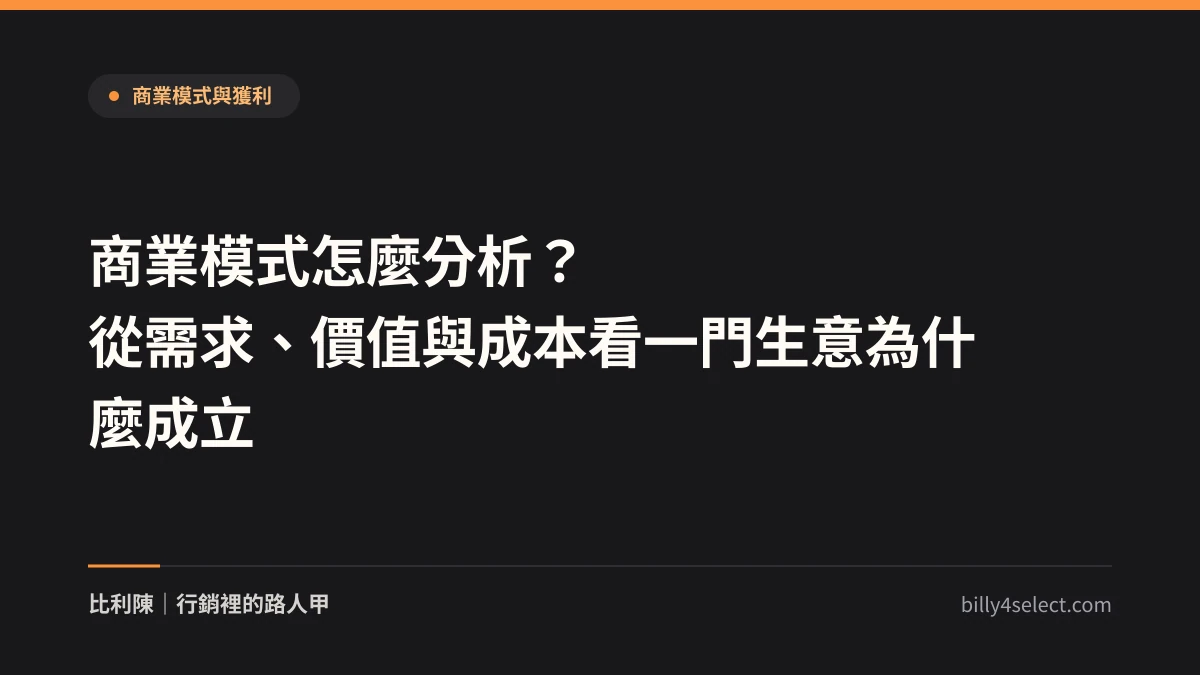 商業模式與獲利
商業模式怎麼分析？
從需求、價值與成本看一門生意為什
麼成立
比利陳｜行銷裡的路人甲
billy4select.com